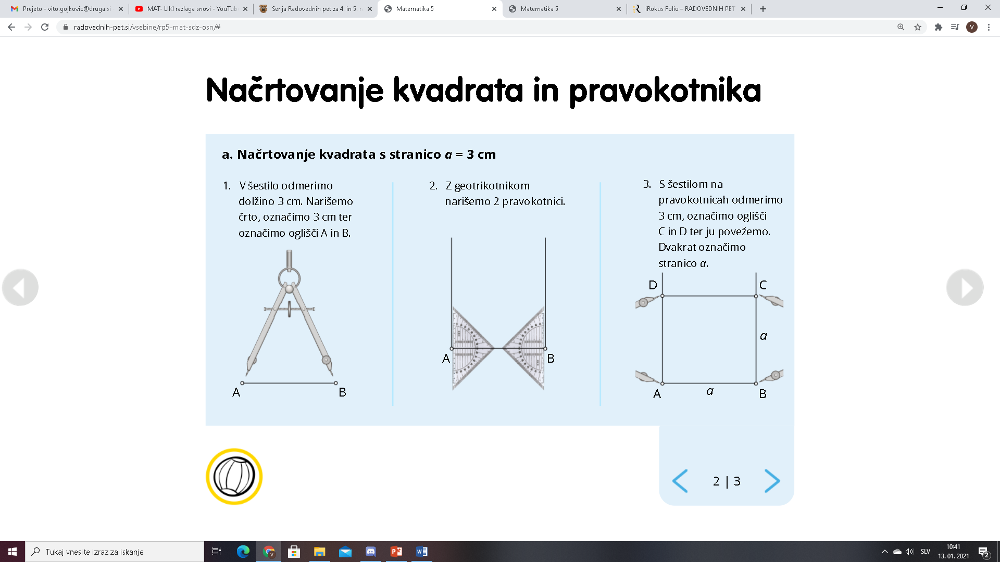 Prejeto - vito.gojkovic@druga.si
MAT- LIKI razlaga snovi - YouTub
Serija Radovednih pet za 4. in 5. r
Matematika 5
Matematika 5
iRokus Folio – RADOVEDNIH PET
radovednih-pet.si/vsebine/rp5-mat-sdz-osn/#
V
Načrtovanje kvadrata in pravokotnika
a. Načrtovanje kvadrata s stranico a = 3 cm
1. V šestilo odmerimo
dolžino 3 cm. Narišemo
črto, označimo 3 cm ter
označimo oglišči A in B.
A
B
2. Z geotrikotnikom
narišemo 2 pravokotnici.
A
B
3. S šestilom na
pravokotnicah odmerimo
3 cm, označimo oglišči
C in D ter ju povežemo.
Dvakrat označimo
stranico a.
D
C
a
A
a
B
2 | 3
Tukaj vnesite izraz za iskanje
SLV
10:41
13. 01. 2021
2